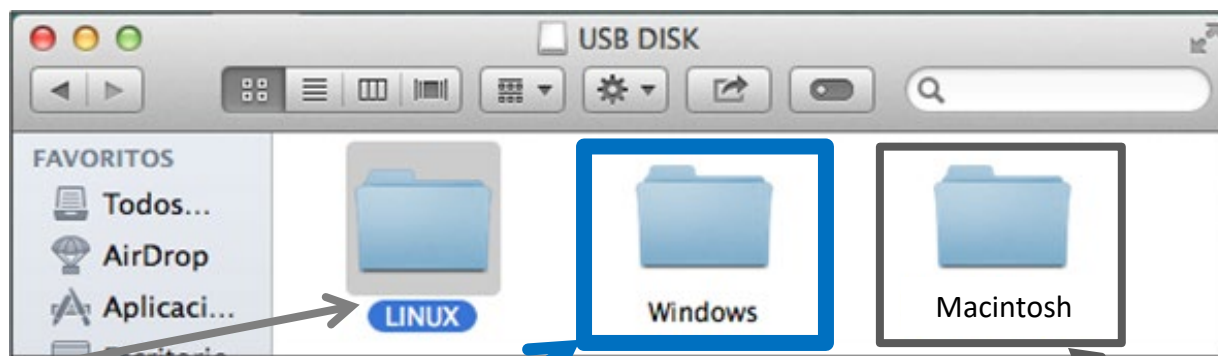 USB DISK
FAVORITOS
Todos...
AirDrop
Aplicaci...
LINUX
Windows
Macintosh